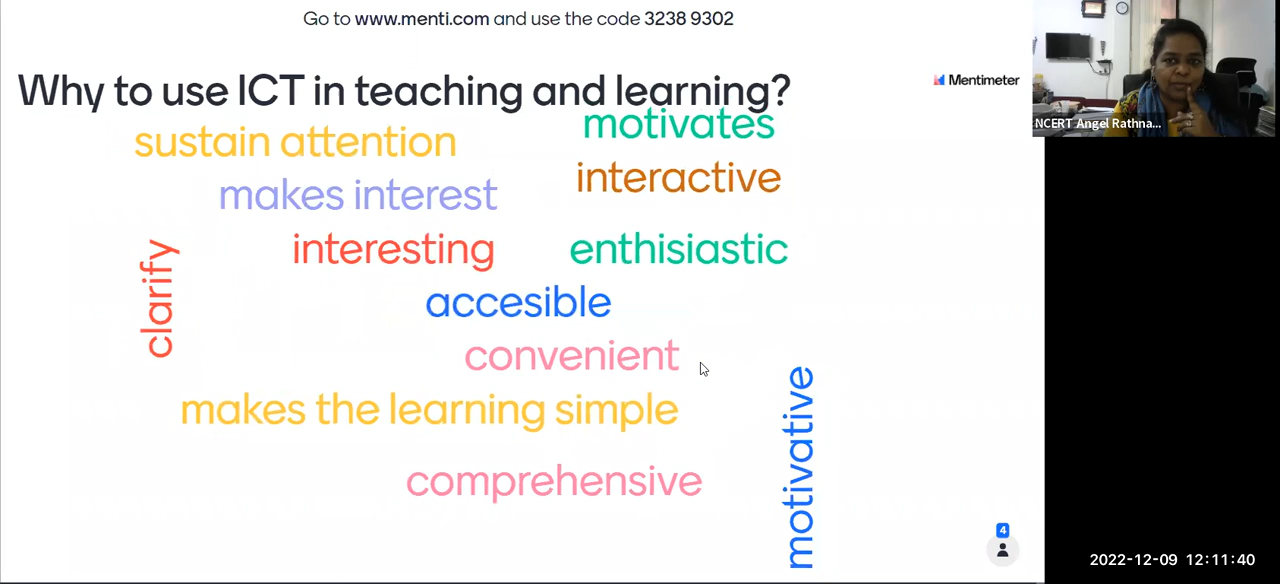 Go to www.menti.com and use the code 3238 9302
Why to use ICT in teaching and learning?
Mentimeter
NCERT Angel Rathna...
motivates
sustain attention
interactive
makes interest
interesting
enthisiastic
clarify
accesible
convenient
makes the learning simple
motivative
comprehensive
4
2022-12-09 12:11:40